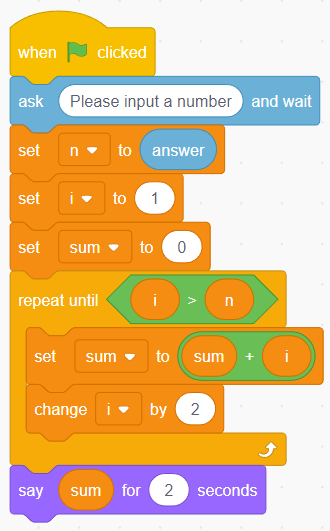 when clicked
ask Please input a number and wait
set n to answer
set i to 1
set sum to 0
repeat until i > n
set sum to sum + i
change i by 2
say sum for 2 seconds